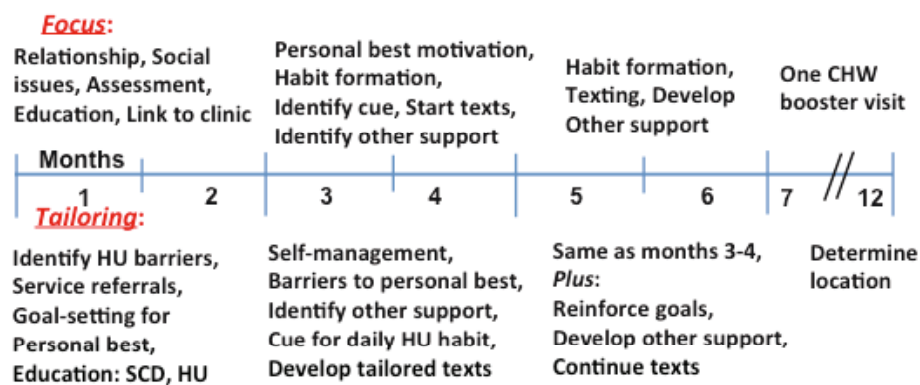 Focus:
Relationship, Social
issues, Assessment,
Education, Link to clinic
Personal best motivation,
Habit formation,
Identify cue, Start texts,
Identify other support
Habit formation,
Texting, Develop
Other support
One CHW
booster visit
Months
1 2 3 4 5 6 7 12
Tailoring:
Identify HU barriers,
Service referrals,
Goal-setting for
Personal best,
Education: SCD, HU
Self-management,
Barriers to personal best,
Identify other support,
Cue for daily HU habit,
Develop tailored texts
Same as months 3-4,
Plus:
Reinforce goals,
Develop other support,
Continue texts
Determine
location